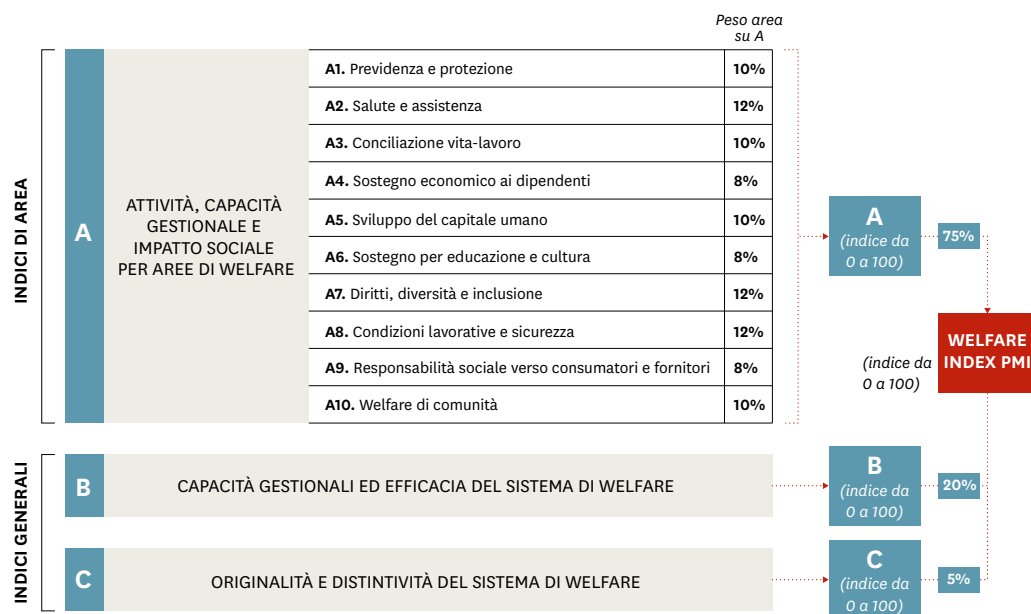 Peso area
su A
INDICI DI AREA
A
ATTIVITÀ, CAPACITÀ
GESTIONALE E
IMPATTO SOCIALE
PER AREE DI WELFARE
A1. Previdenza e protezione 10%
A2. Salute e assistenza 12%
A3. Conciliazione vita-lavoro 10%
A4. Sostegno economico ai dipendenti 8%
A5. Sviluppo del capitale umano 10%
A6. Sostegno per educazione e cultura 8%
A7. Diritti, diversità e inclusione 12%
A8. Condizioni lavorative e sicurezza 12%
A9. Responsabilità sociale verso consumatori e fornitori 8%
A10. Welfare di comunità 10%
A
(indice da
0 a 100)
75%
WELFARE
INDEX PMI
(indice da
0 a 100)
INDICI GENERALI
B
CAPACITÀ GESTIONALI ED EFFICACIA DEL SISTEMA DI WELFARE
B
(indice da
0 a 100)
20%
C
ORIGINALITÀ E DISTINTIVITÀ DEL SISTEMA DI WELFARE
C
(indice da
0 a 100)
5%